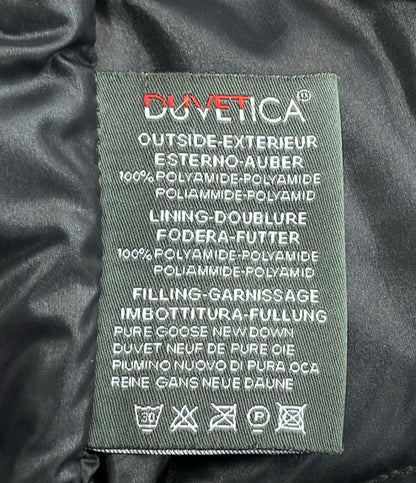 DUVETICA®
OUTSIDE-EXTERIEUR
ESTERNO-AUBER
100% POLYAMIDE-POLYAMIDE
POLIAMMIDE-POLYAMID
LINING-DOUBLURE
FODERA-FUTTER
100% POLYAMIDE-POLYAMIDE
POLIAMMIDE-POLYAMID
FILLING-GARNISSAGE
IMBOTTITURA-FULLUNG
PURE GOOSE NEW DOWN
DUVET NEUF DE PURE OIE
PIUMINO NUOVO DI PURA OCA
REINE GANS NEUE DAUNE
30 P